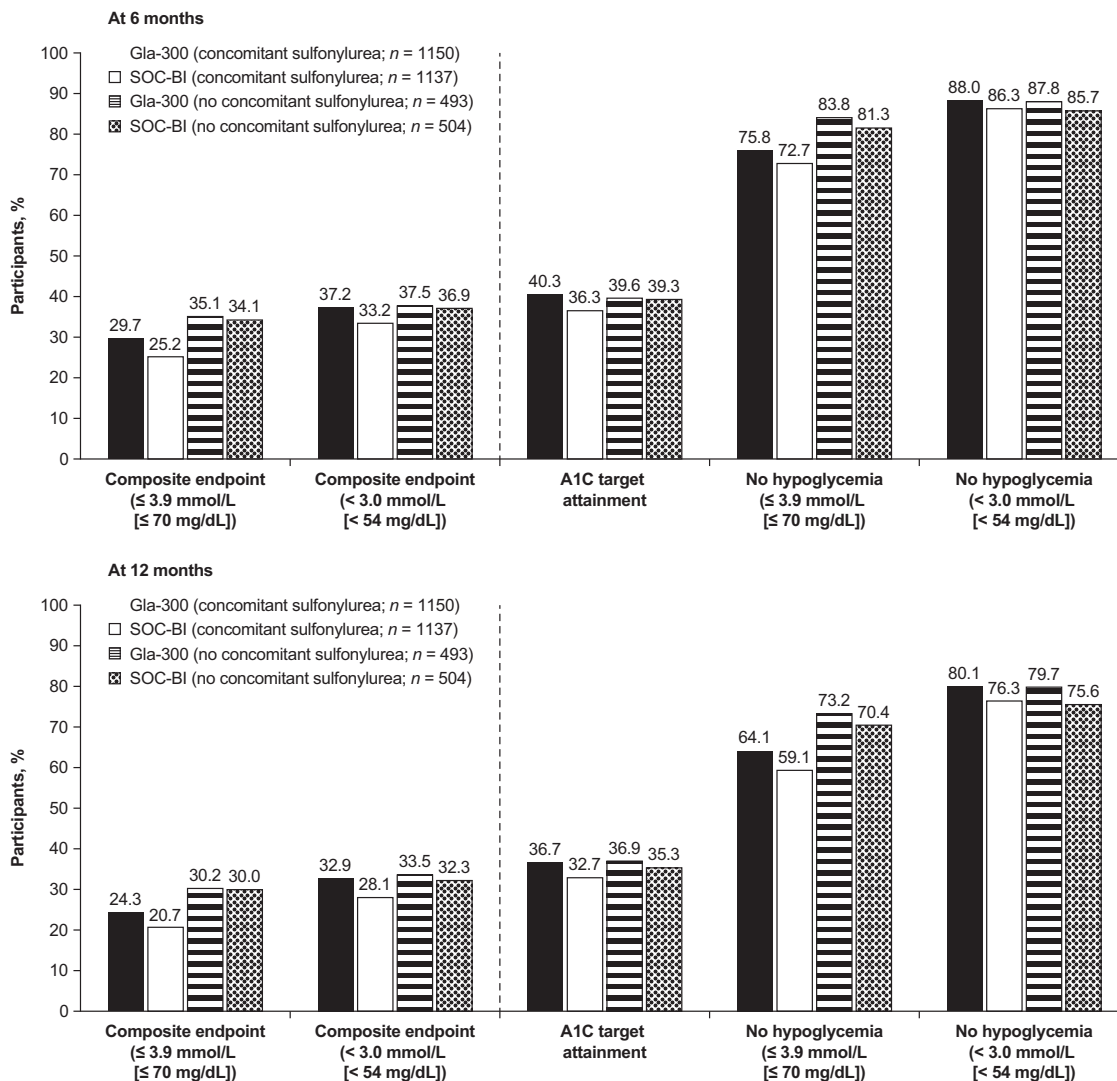 At 6 months
Gla-300 (concomitant sulfonylurea; n = 1150)
SOC-BI (concomitant sulfonylurea; n = 1137)
Gla-300 (no concomitant sulfonylurea; n = 493)
SOC-BI (no concomitant sulfonylurea; n = 504)
Participants, %
100
90
80
70
60
50
40
30
20
10
0
29.7 25.2 35.1 34.1
37.2 33.2 37.5 36.9
40.3 36.3 39.6 39.3
75.8 72.7 83.8 81.3
88.0 86.3 87.8 85.7
Composite endpoint
(≤ 3.9 mmol/L
[≤ 70 mg/dL])
Composite endpoint
(< 3.0 mmol/L
[< 54 mg/dL])
A1C target
attainment
No hypoglycemia
(≤ 3.9 mmol/L
[≤ 70 mg/dL])
No hypoglycemia
(< 3.0 mmol/L
[< 54 mg/dL])
At 12 months
Gla-300 (concomitant sulfonylurea; n = 1150)
SOC-BI (concomitant sulfonylurea; n = 1137)
Gla-300 (no concomitant sulfonylurea; n = 493)
SOC-BI (no concomitant sulfonylurea; n = 504)
Participants, %
100
90
80
70
60
50
40
30
20
10
0
24.3 20.7 30.2 30.0
32.9 28.1 33.5 32.3
36.7 32.7 36.9 35.3
64.1 59.1 73.2 70.4
80.1 76.3 79.7 75.6
Composite endpoint
(≤ 3.9 mmol/L
[≤ 70 mg/dL])
Composite endpoint
(< 3.0 mmol/L
[< 54 mg/dL])
A1C target
attainment
No hypoglycemia
(≤ 3.9 mmol/L
[≤ 70 mg/dL])
No hypoglycemia
(< 3.0 mmol/L
[< 54 mg/dL])